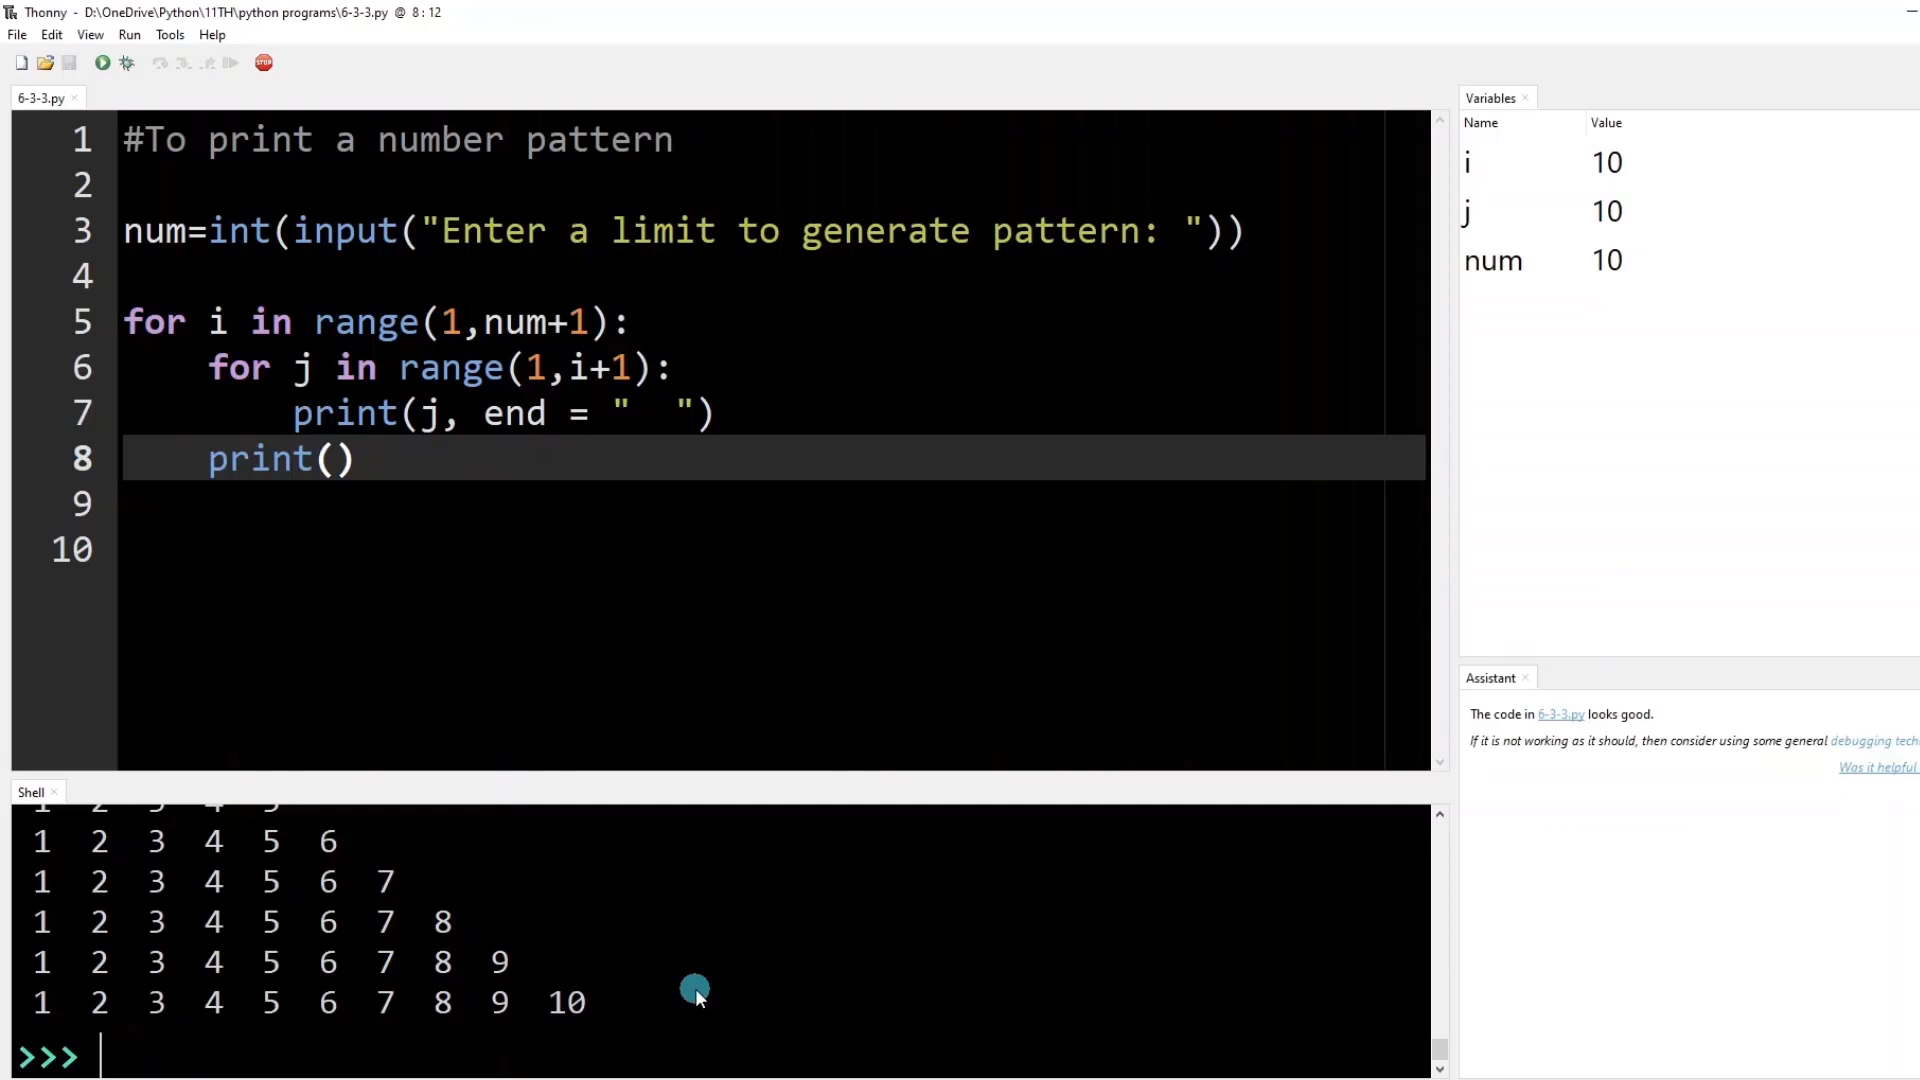 Thonny - D:\OneDrive\Python\11TH\python programs\6-3-3.py @ 8:12
File Edit View Run Tools Help
STOP
6-3-3.py ×
1 #To print a number pattern
2
3 num=int(input("Enter a limit to generate pattern: "))
4
5 for i in range(1,num+1):
6     for j in range(1,i+1):
7         print(j, end = "  ")
8     print()
9
10
Variables ×
Name Value
i 10
j 10
num 10
Assistant ×
The code in 6-3-3.py looks good.
If it is not working as it should, then consider using some general debugging
Was it helpful
Shell ×
1 2 3 4 5
1 2 3 4 5 6
1 2 3 4 5 6 7
1 2 3 4 5 6 7 8
1 2 3 4 5 6 7 8 9
1 2 3 4 5 6 7 8 9 10
>>>